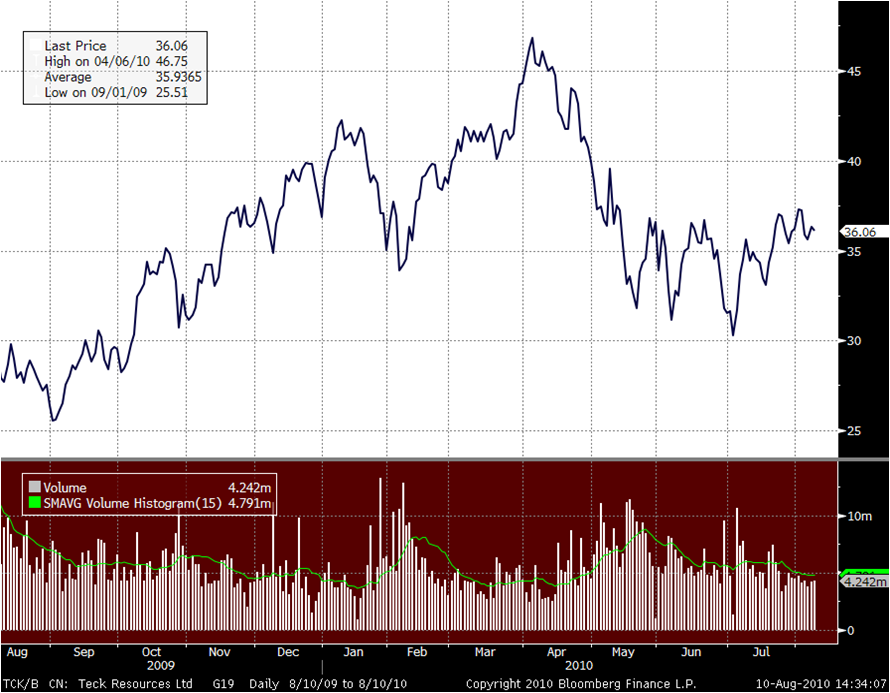 Last Price 36.06
High on 04/06/10 46.75
Average 35.9365
Low on 09/01/09 25.51
45
40
36.06
35
30
25
Volume 4.242m
SMAVG Volume Histogram(15) 4.791m
10m
4.242m
0
Aug Sep Oct Nov Dec Jan Feb Mar Apr May Jun Jul
2009 2010
TCK/B CN: Teck Resources Ltd G19 Daily 8/10/09 to 8/10/10 Copyright 2010 Bloomberg Finance L.P. 10-Aug-2010 14:34:07